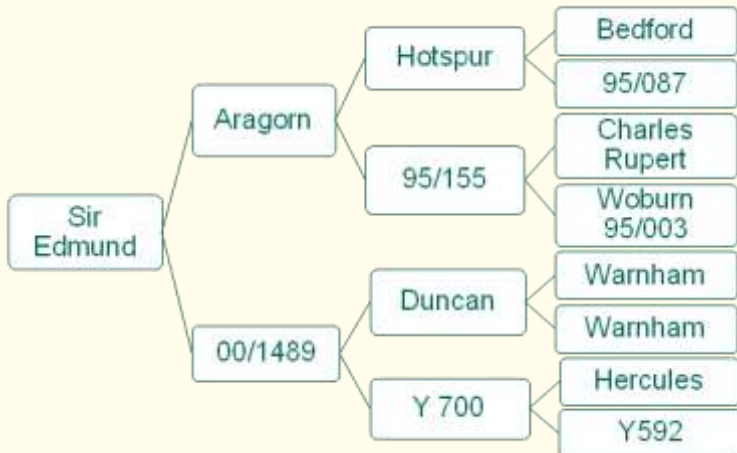 Bedford
Hotspur
95/087
Aragorn
Charles
Rupert
95/155
Woburn
95/003
Sir
Edmund
Warnham
Duncan
Warnham
00/1489
Hercules
Y 700
Y592